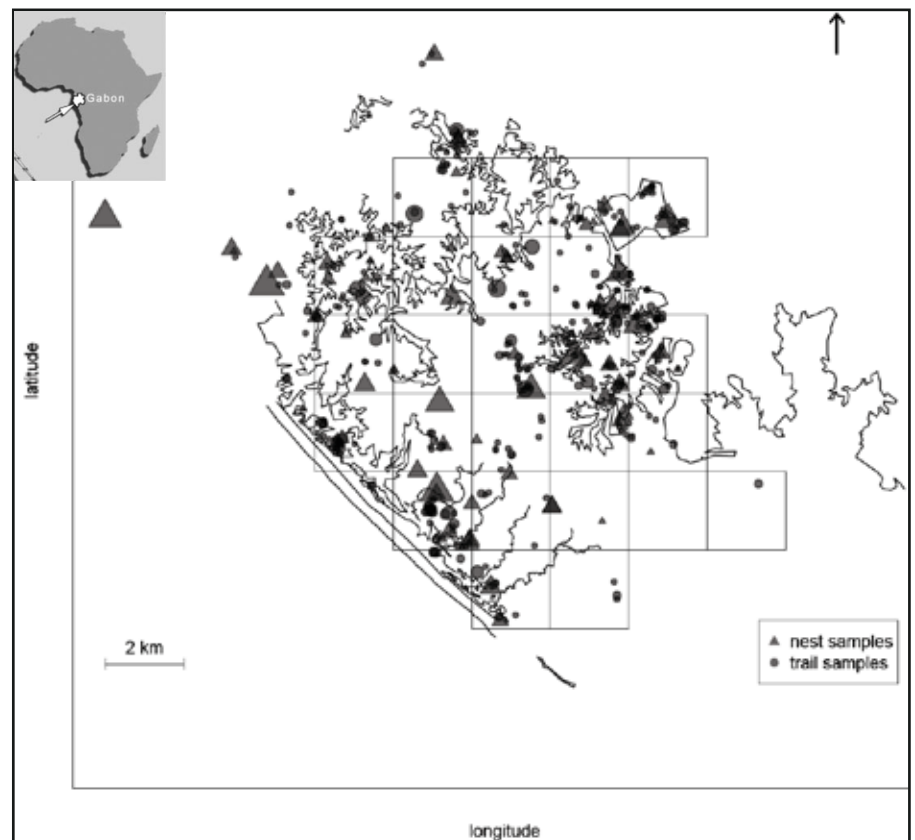 Gabon
latitude
2 km
nest samples
trail samples
longitude